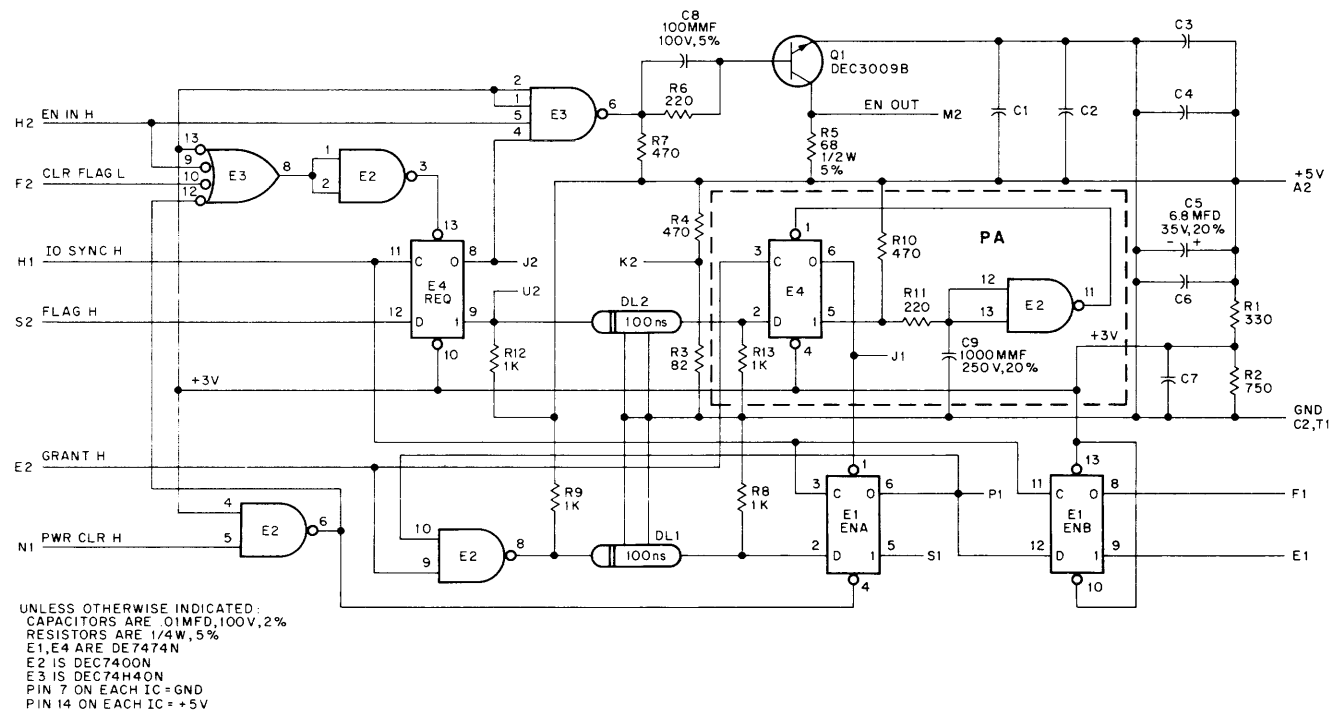 C8
100MMF
100V,5%
Q1
DEC3009B
C3
R6
220
EN OUT
M2
C1
C2
C4
R7
470
R5
68
1/2W
5%
H2
EN IN H
2
1
5
4
E3
6
13
9
10
12
E3
8
1
2
E2
3
F2
CLR FLAG L
+5V
A2
R4
470
PA
C5
6.8 MFD
35V,20%
- +
C6
H1
IO SYNC H
11
13
C
0
8
J2
E4
REQ
U2
S2
FLAG H
12
D
1
9
10
K2
DL2
100ns
1
3
C
0
6
E4
2
D
1
5
4
R10
470
R11
220
12
13
E2
11
R1
330
R12
1K
R3
82
R13
1K
J1
C9
1000MMF
250V,20%
+3V
C7
R2
750
+3V
GND
C2,T1
E2
GRANT H
R9
1K
R8
1K
1
3
C
0
6
P1
E1
ENA
2
D
1
5
S1
4
13
11
C
0
8
F1
E1
ENB
12
D
1
9
E1
10
4
5
E2
6
N1
PWR CLR H
10
9
E2
8
DL1
100ns
UNLESS OTHERWISE INDICATED:
CAPACITORS ARE .01MFD,100V,2%
RESISTORS ARE 1/4W,5%
E1,E4 ARE DE7474N
E2 IS DEC7400N
E3 IS DEC74H40N
PIN 7 ON EACH IC = GND
PIN 14 ON EACH IC = +5V